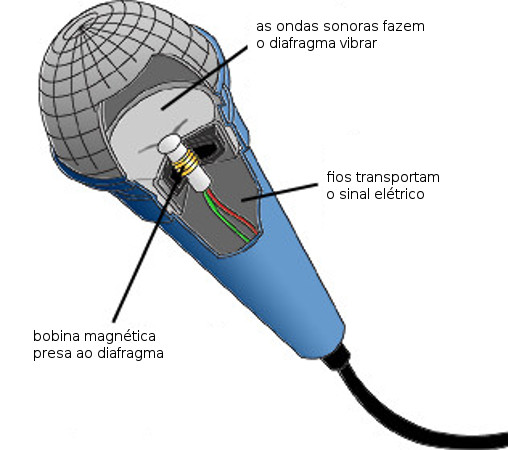 as ondas sonoras fazem
o diafragma vibrar
fios transportam
o sinal elétrico
bobina magnética
presa ao diafragma